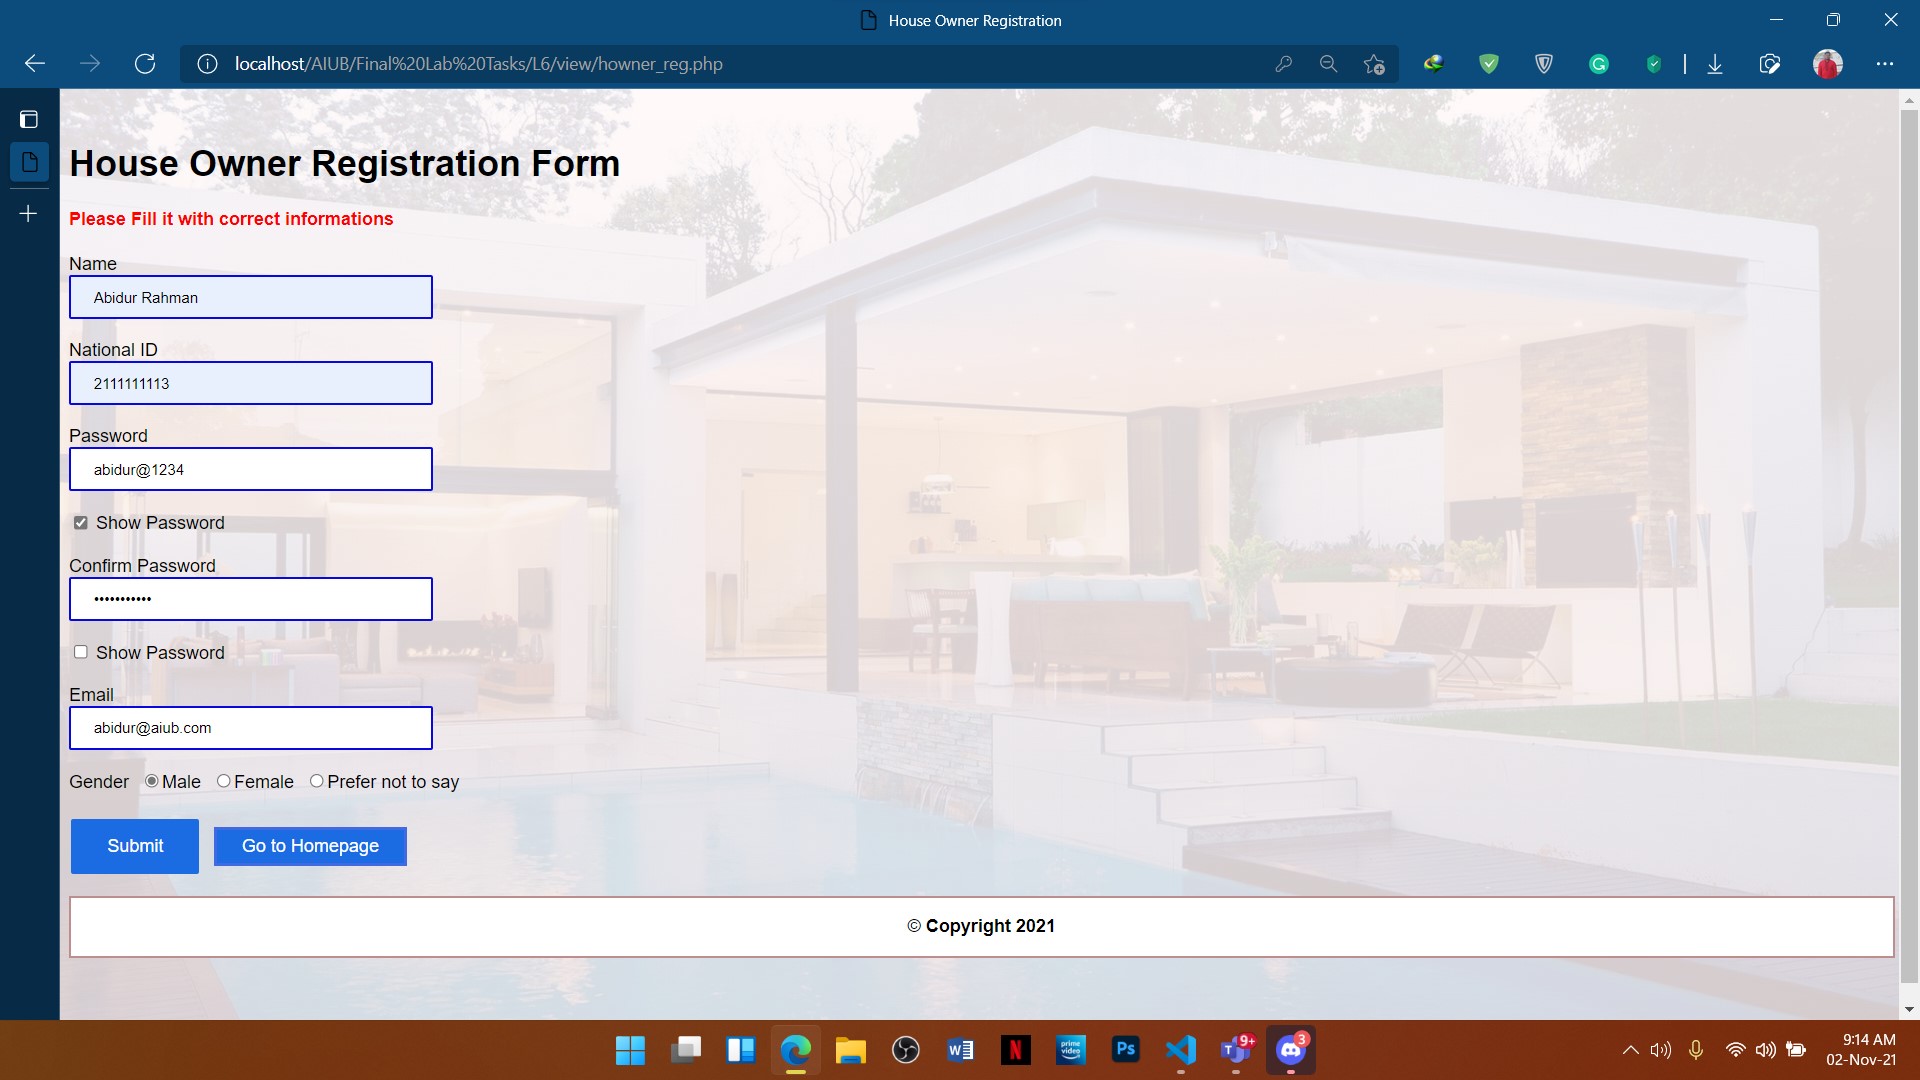 House Owner Registration
localhost/AIUB/Final%20Lab%20Tasks/L6/view/howner_reg.php
House Owner Registration Form
Please Fill it with correct informations
Name
Abidur Rahman
National ID
2111111113
Password
abidur@1234
Show Password
Confirm Password
•••••••••••
Show Password
Email
abidur@aiub.com
Gender Male Female Prefer not to say
Submit Go to Homepage
© Copyright 2021
W N prime video Ps T 9+ 3
9:14 AM
02-Nov-21